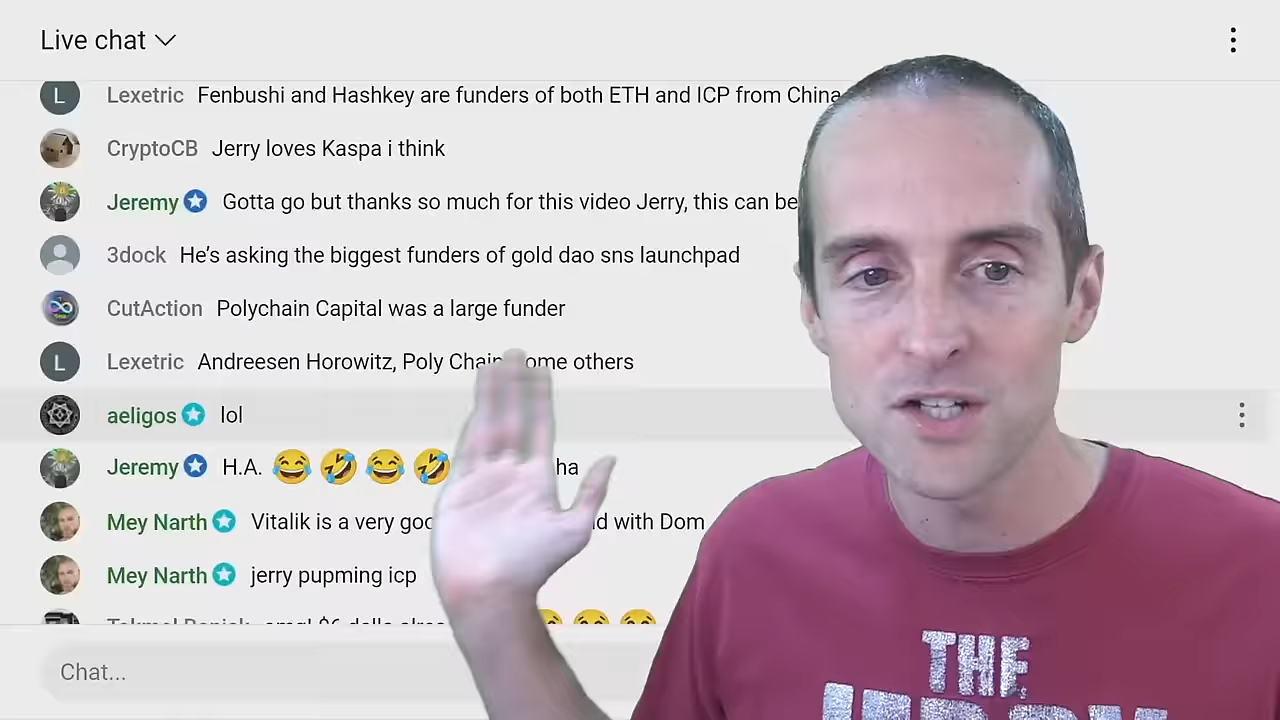 Live chat
Lexetric Fenbushi and Hashkey are funders of both ETH and ICP from China
CryptoCB Jerry loves Kaspa i think
Jeremy Gotta go but thanks so much for this video Jerry, this can be
3dock He’s asking the biggest funders of gold dao sns launchpad
CutAction Polychain Capital was a large funder
Lexetric Andreesen Horowitz, Poly Chain some others
aeligos lol
Jeremy H.A. 😂 🤣 😂 🤣 ha
Mey Narth Vitalik is a very with Dom
Mey Narth jerry pupming icp
Chat...
THE